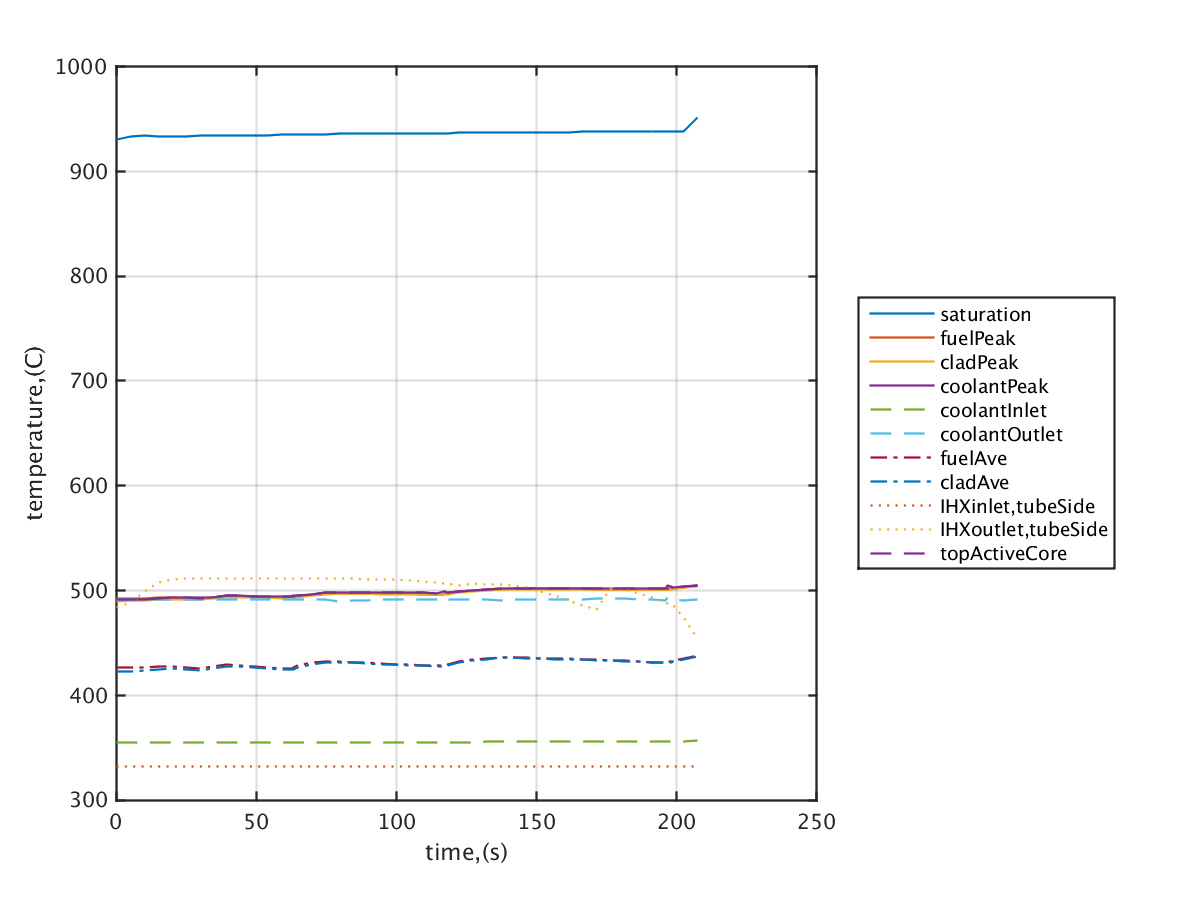 1000
900
800
700
600
500
400
300
0 50 100 150 200 250
temperature,(C)
time,(s)
saturation
fuelPeak
cladPeak
coolantPeak
coolantInlet
coolantOutlet
fuelAve
cladAve
IHXinlet,tubeSide
IHXoutlet,tubeSide
topActiveCore